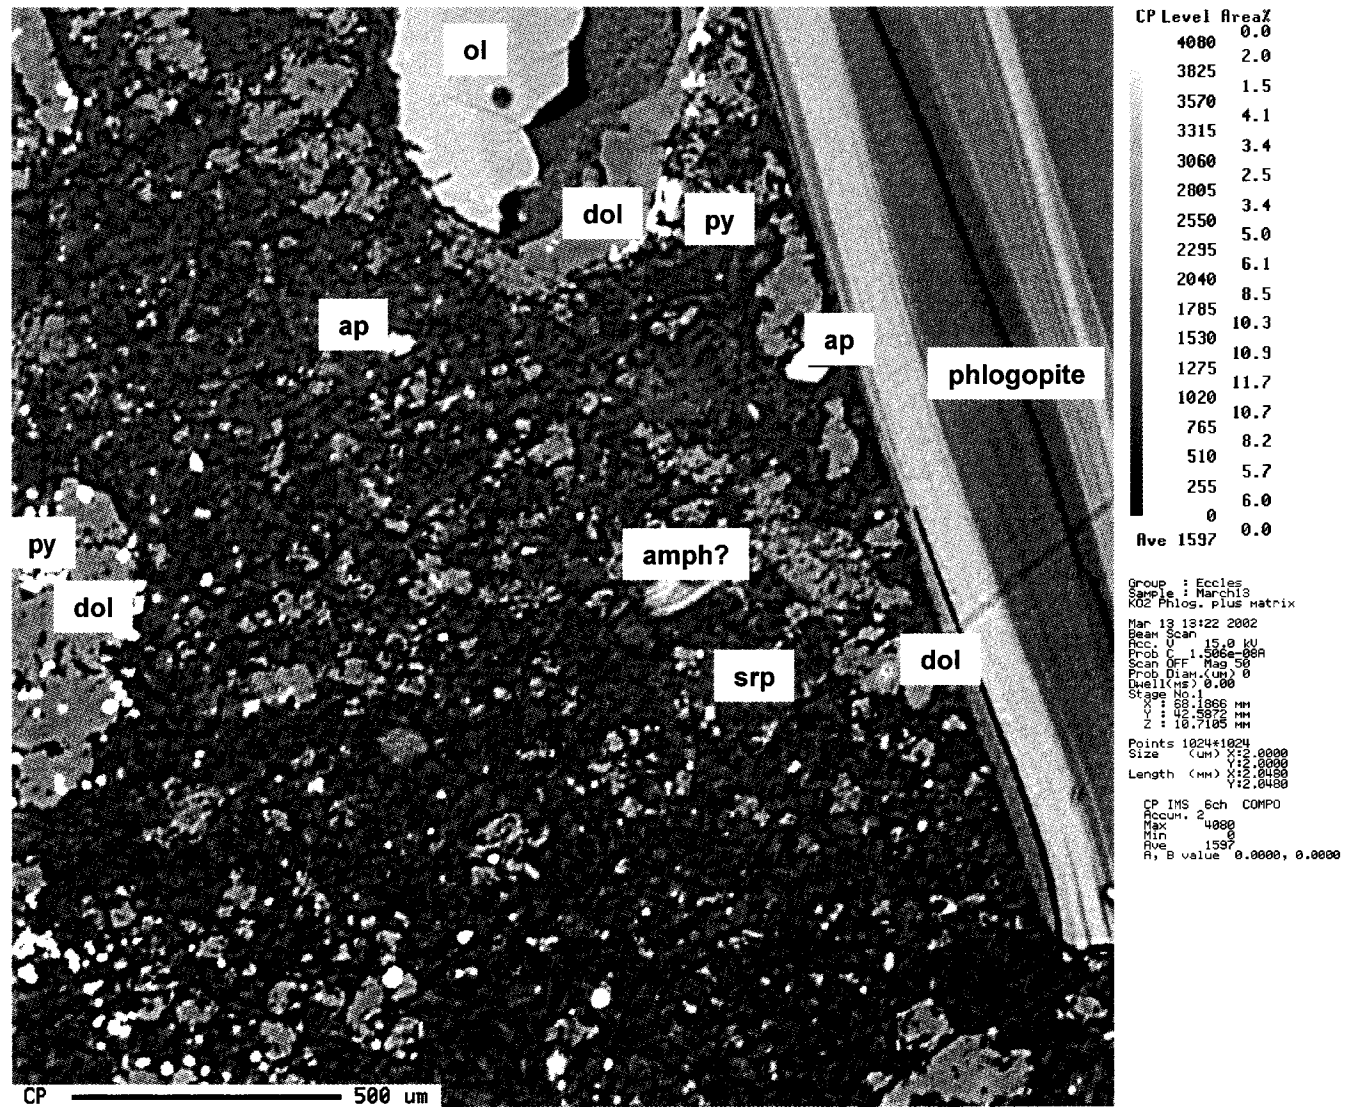 ol
dol
py
ap
ap
phlogopite
py
dol
amph?
srp
dol
CP 500 um
CP Level Area%
0.0
4080
2.0
3825
1.5
3570
4.1
3315
3.4
3060
2.5
2805
3.4
2550
5.0
2295
6.1
2040
8.5
1785
10.3
1530
10.9
1275
11.7
1020
10.7
765
8.2
510
5.7
255
6.0
0
0.0
Ave 1597
Group : Eccles
Sample : March13
K02 Phlog. plus matrix
Mar 13 13:22 2002
Beam Scan
Acc. V 15.0 kV
Prob C 1.506e-08A
Scan OFF Mag 50
Prob Diam.(um) 0
Dwell(ms) 0.00
Stage No.1
X : 68.1866 mm
Y : 42.5872 mm
Z : 10.7105 mm
Points 1024*1024
Size (um) X:2.0000
Y:2.0000
Length (mm) X:2.0480
Y:2.0480
CP IMS 6ch COMPO
Accum. 2
Max 4080
Min 0
Ave 1597
A, B value 0.0000, 0.0000